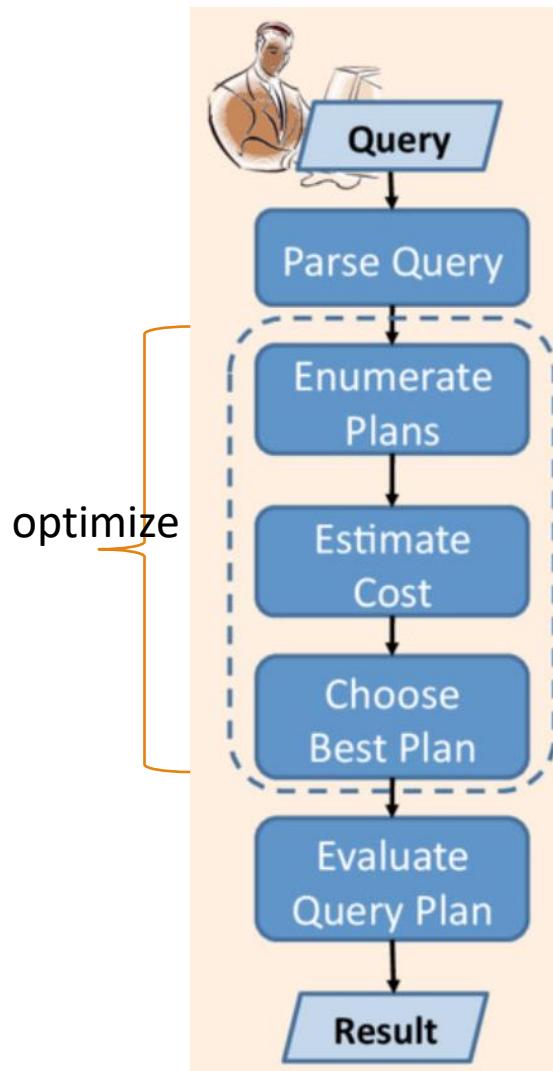 Query
Parse Query
Enumerate
Plans
optimize
Estimate
Cost
Choose
Best Plan
Evaluate
Query Plan
Result